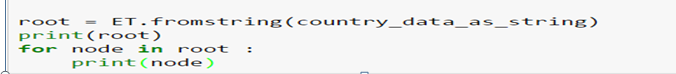 root = ET.fromstring(country_data_as_string)
print(root)
for node in root :
    print(node)